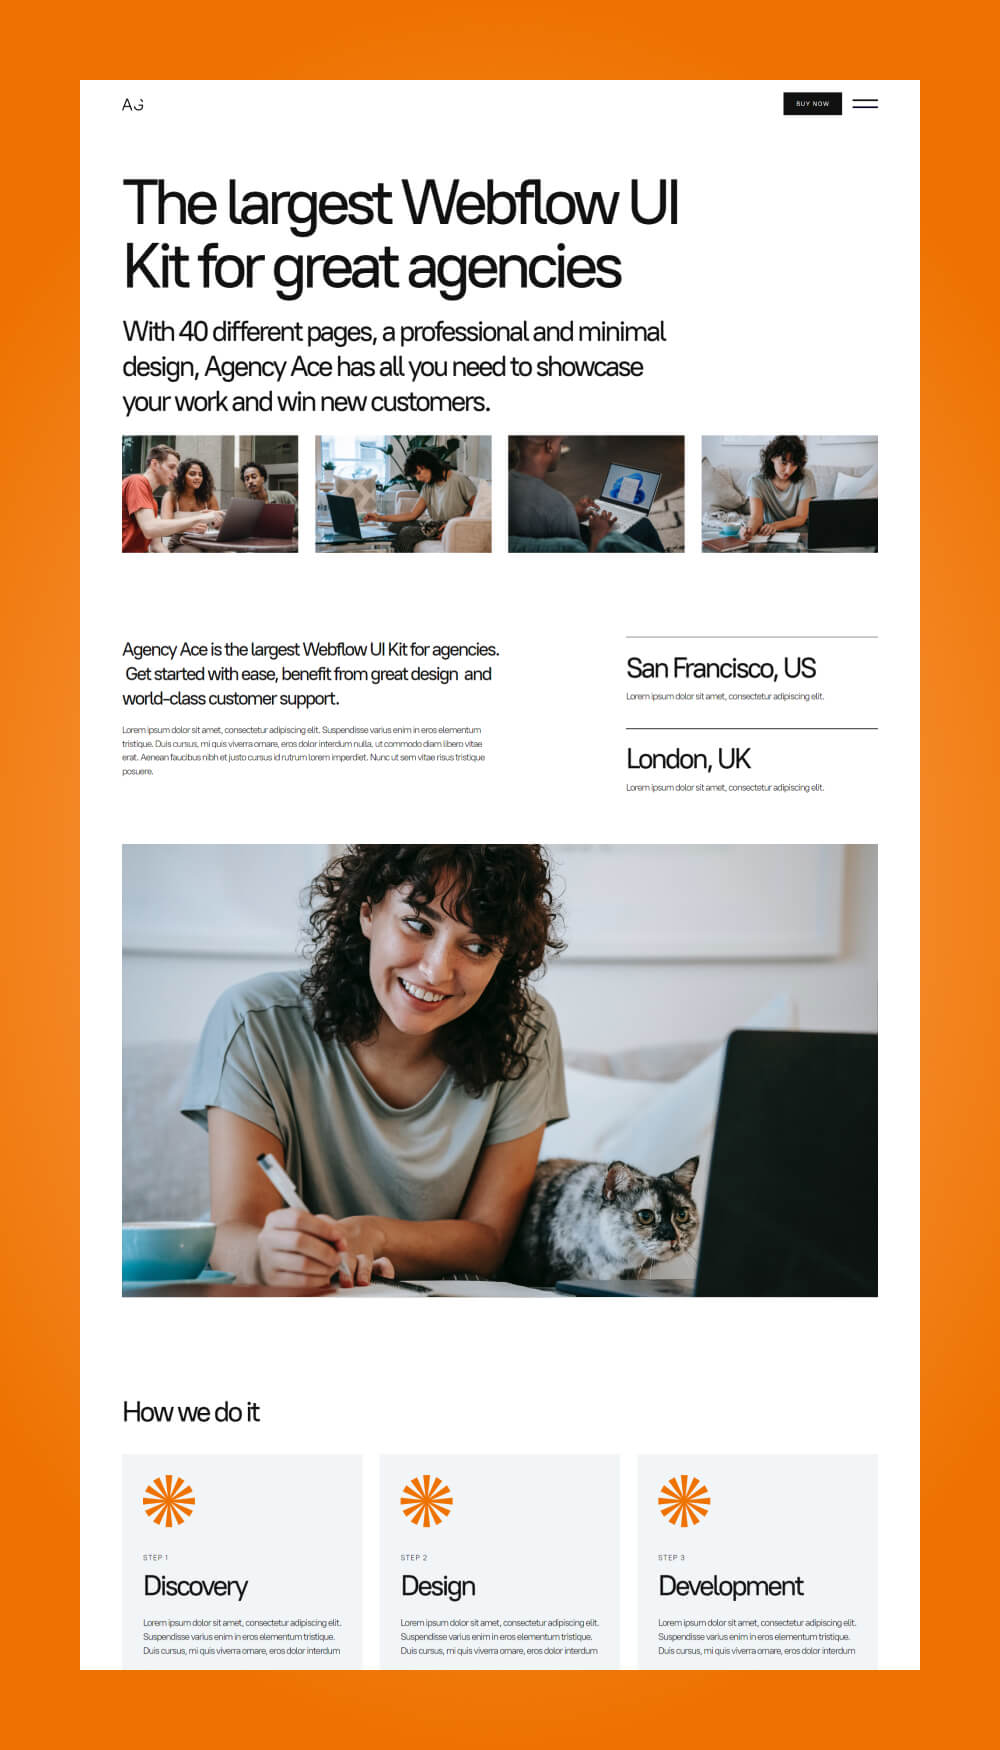 AG
BUY NOW
The largest Webflow UI
Kit for great agencies
With 40 different pages, a professional and minimal
design, Agency Ace has all you need to showcase
your work and win new customers.
Agency Ace is the largest Webflow UI Kit for agencies.
Get started with ease, benefit from great design and
world-class customer support.
Lorem ipsum dolor sit amet, consectetur adipiscing elit. Suspendisse varius enim in eros elementum
tristique. Duis cursus, mi quis viverra ornare, eros dolor interdum nulla, ut commodo diam libero vitae
erat. Aenean faucibus nibh et justo cursus id rutrum lorem imperdiet. Nunc ut sem vitae risus tristique
posuere.
San Francisco, US
Lorem ipsum dolor sit amet, consectetur adipiscing elit.
London, UK
Lorem ipsum dolor sit amet, consectetur adipiscing elit.
How we do it
STEP 1
Discovery
Lorem ipsum dolor sit amet, consectetur adipiscing elit.
Suspendisse varius enim in eros elementum tristique.
Duis cursus, mi quis viverra ornare, eros dolor interdum
STEP 2
Design
Lorem ipsum dolor sit amet, consectetur adipiscing elit.
Suspendisse varius enim in eros elementum tristique.
Duis cursus, mi quis viverra ornare, eros dolor interdum
STEP 3
Development
Lorem ipsum dolor sit amet, consectetur adipiscing elit.
Suspendisse varius enim in eros elementum tristique.
Duis cursus, mi quis viverra ornare, eros dolor interdum